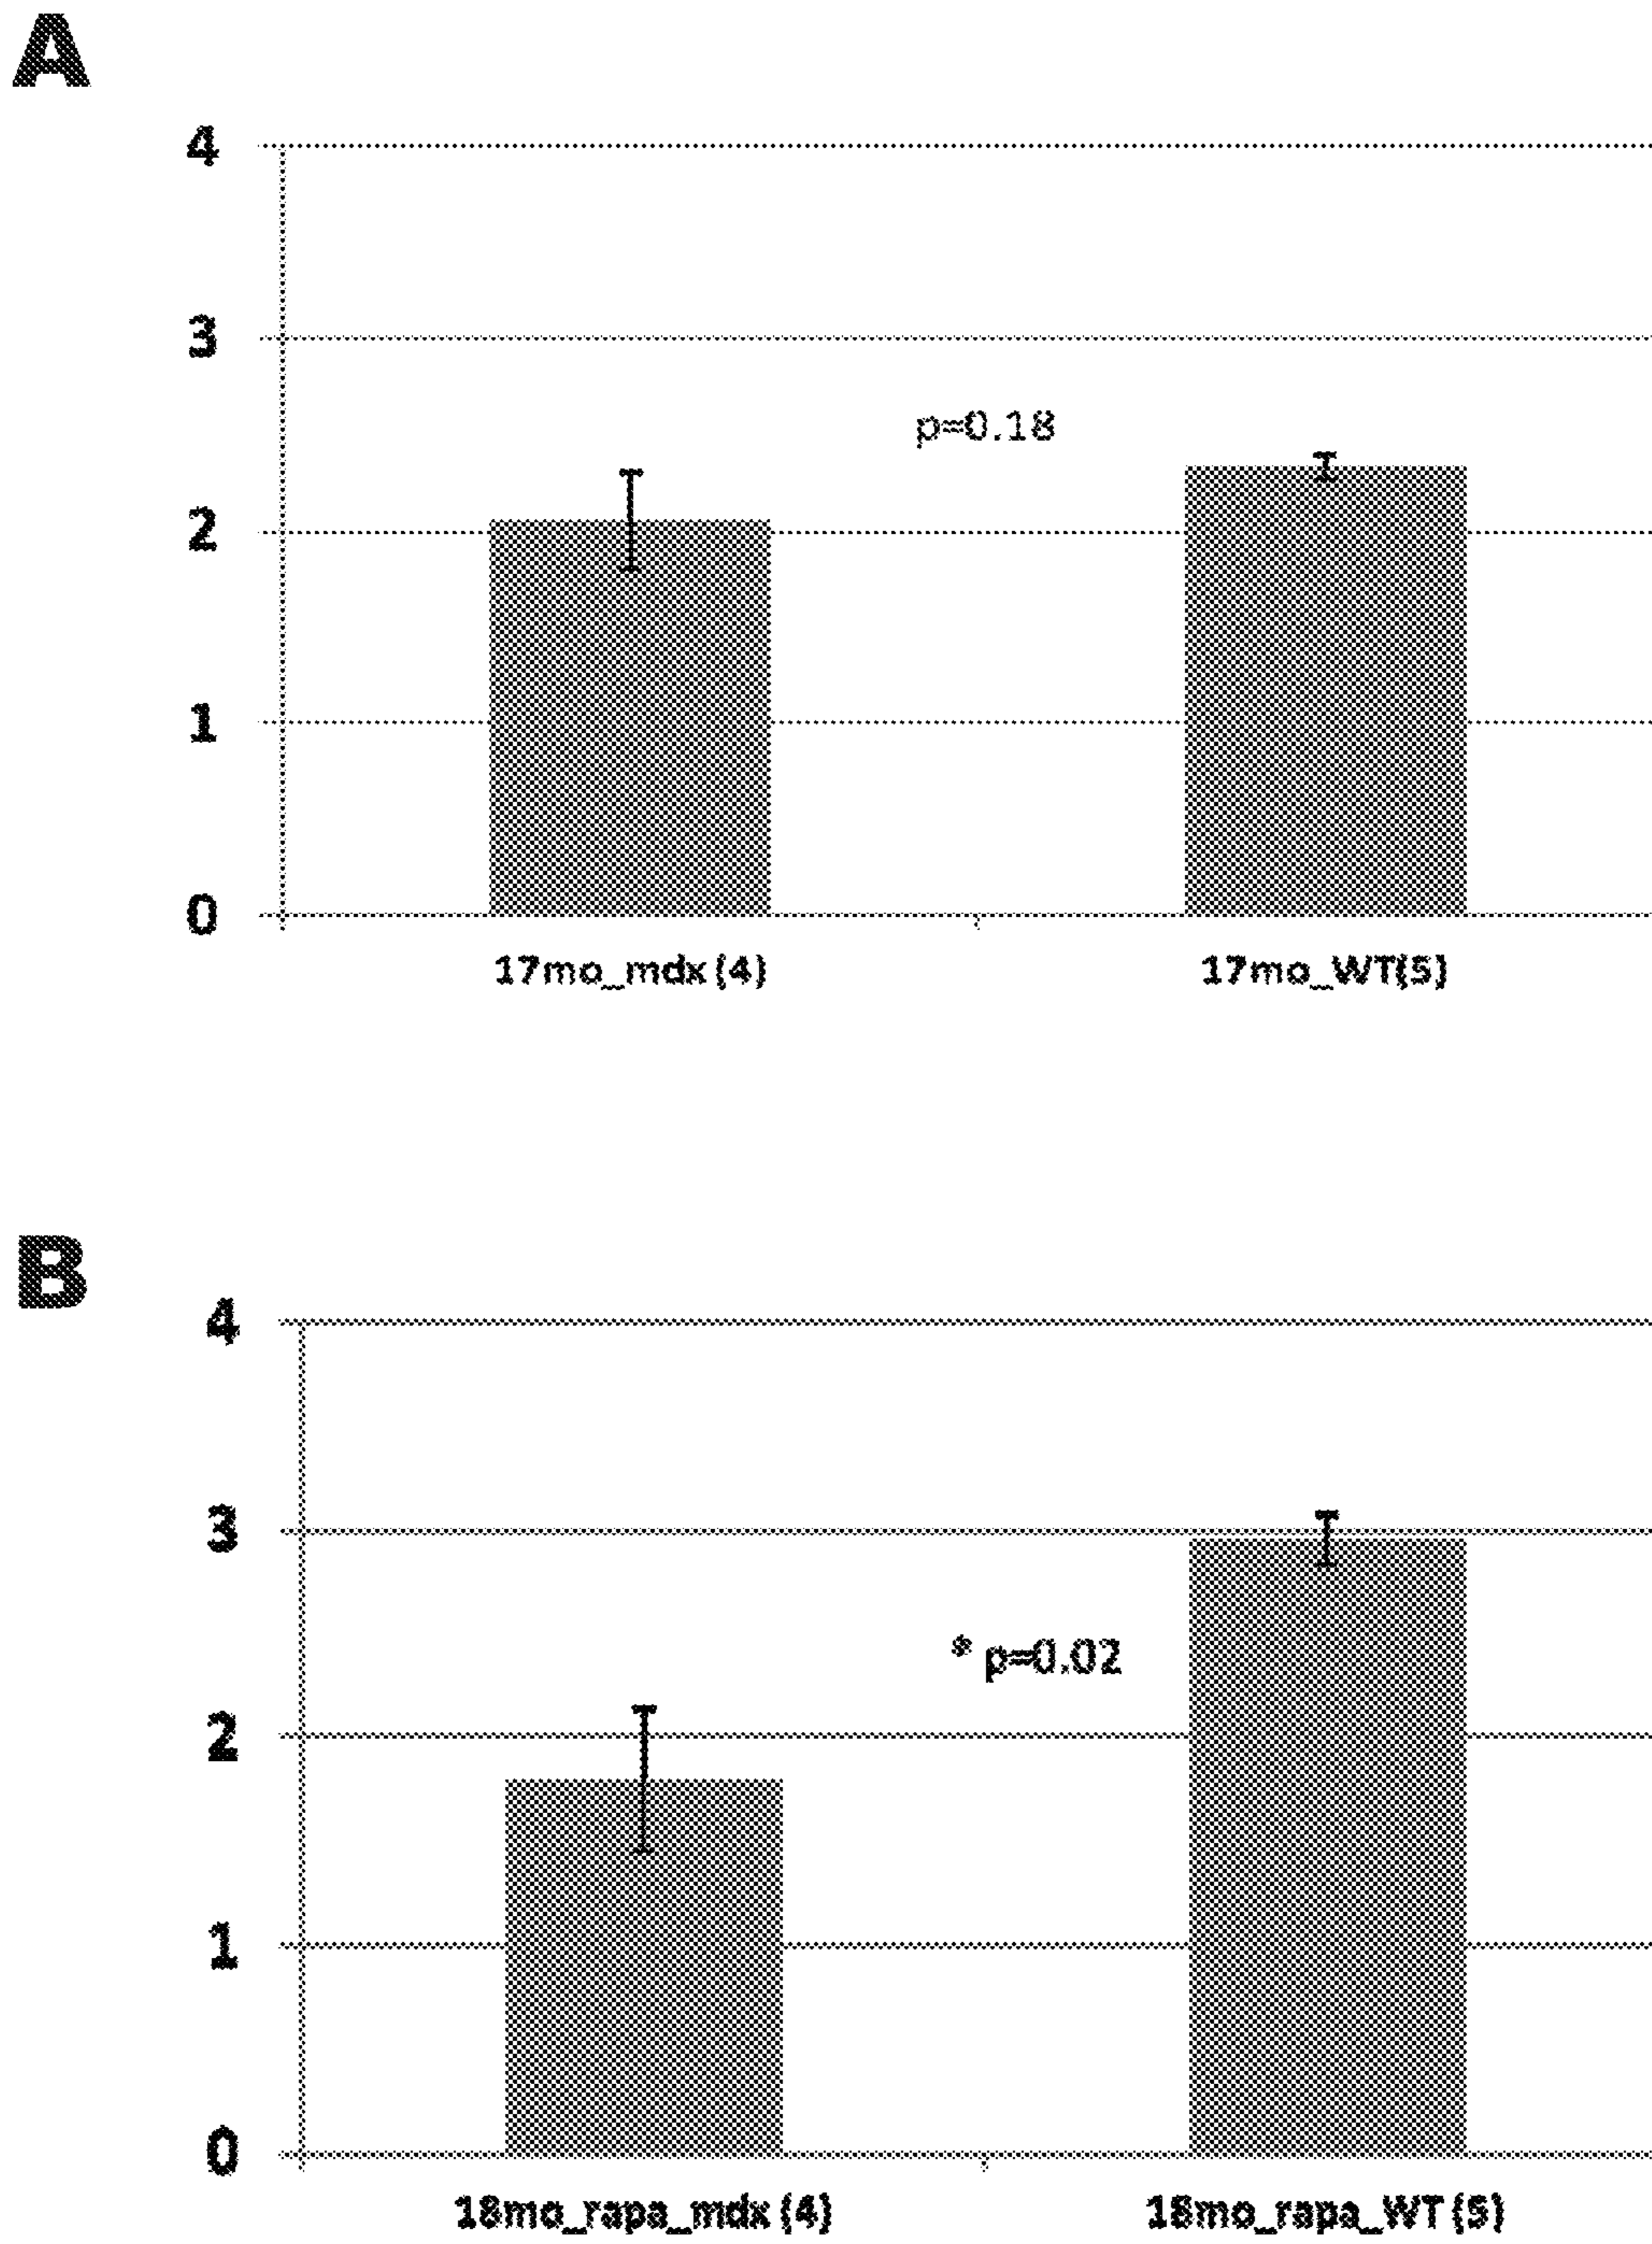 A
4
3
p=0.18
2
1
0
17mo_mdx (4)
17mo_WT(5)
B
4
3
* p=0.02
2
1
0
18mo_rapa_mdx (4)
18mo_rapa_WT (5)